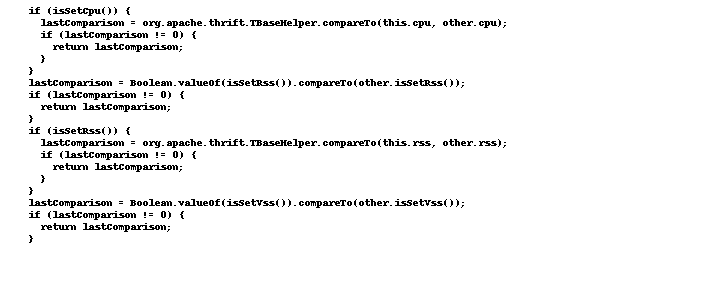 if (isSetCpu()) {
  lastComparison = org.apache.thrift.TBaseHelper.compareTo(this.cpu, other.cpu);
  if (lastComparison != 0) {
    return lastComparison;
  }
}
lastComparison = Boolean.valueOf(isSetRss()).compareTo(other.isSetRss());
if (lastComparison != 0) {
  return lastComparison;
}
if (isSetRss()) {
  lastComparison = org.apache.thrift.TBaseHelper.compareTo(this.rss, other.rss);
  if (lastComparison != 0) {
    return lastComparison;
  }
}
lastComparison = Boolean.valueOf(isSetVss()).compareTo(other.isSetVss());
if (lastComparison != 0) {
  return lastComparison;
}